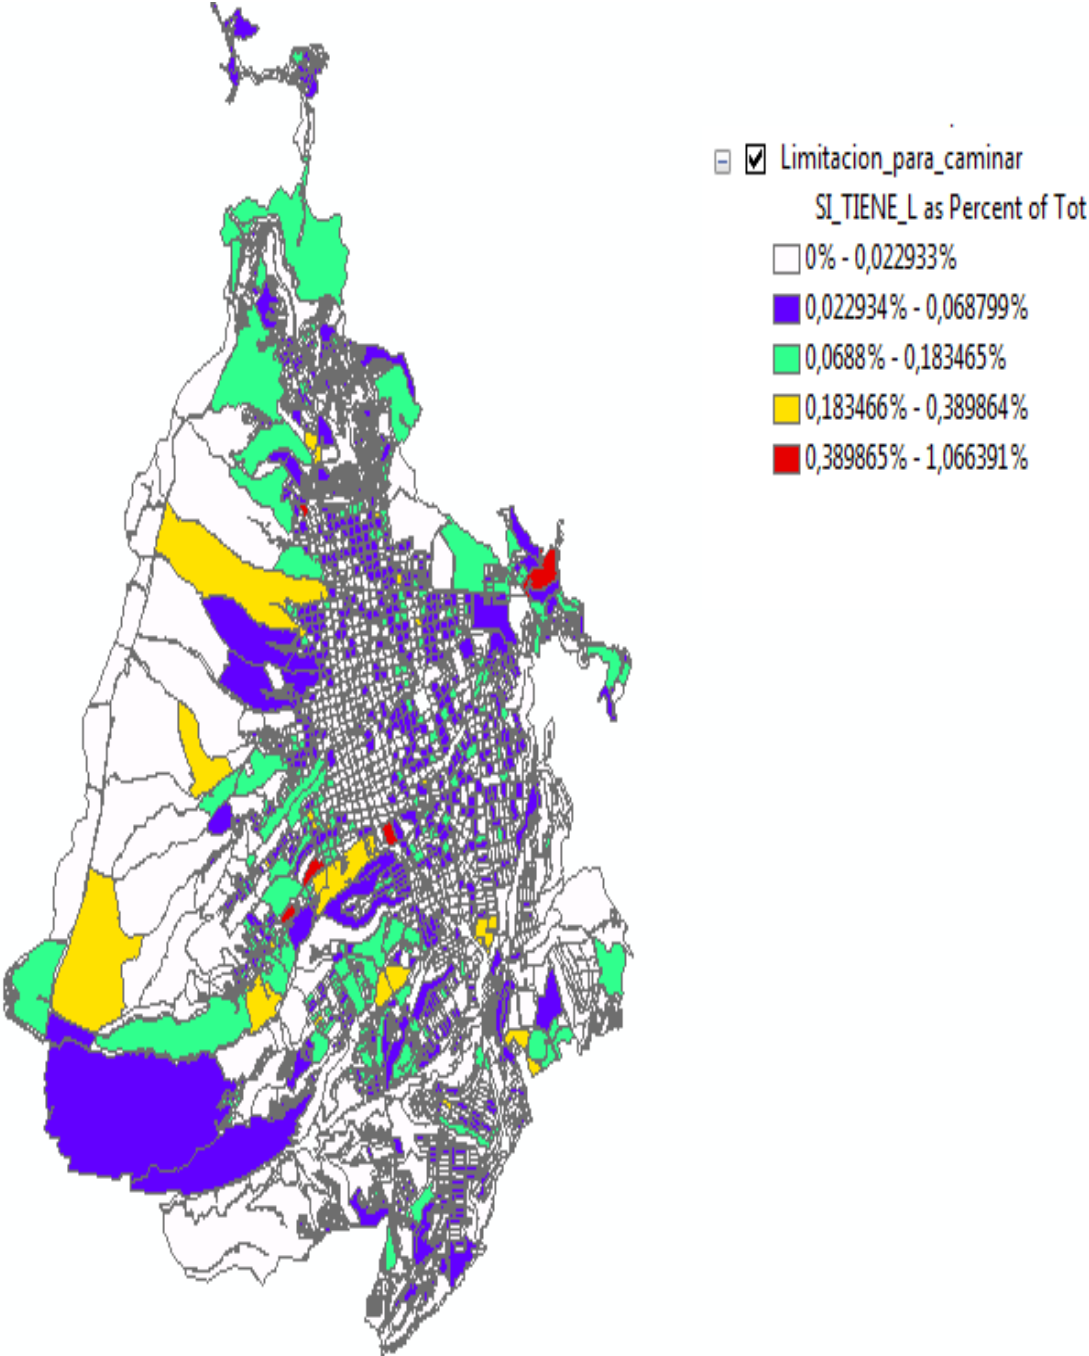 Limitacion_para_caminar
SI_TIENE_L as Percent of Tot
0% - 0,022933%
0,022934% - 0,068799%
0,0688% - 0,183465%
0,183466% - 0,389864%
0,389865% - 1,066391%